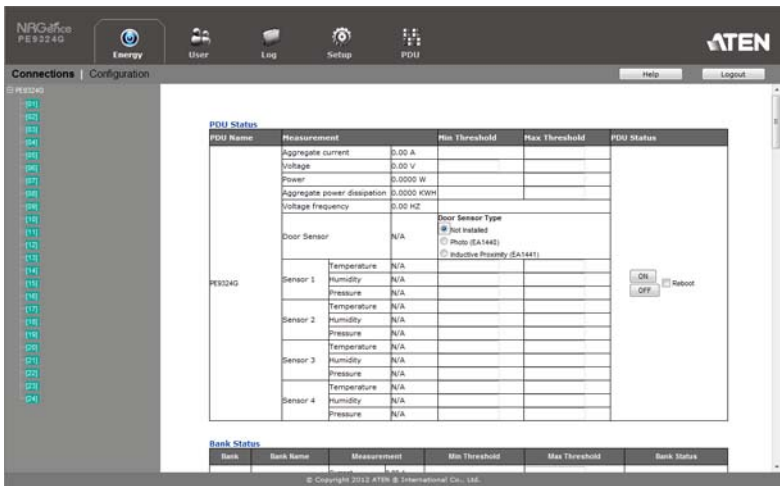 NRGence
PE9324G
Energy
User
Log
Setup
PDU
ATEN
Connections | Configuration
Help
Logout
PE9324G
[01]
[02]
[03]
[04]
[05]
[06]
[07]
[08]
[09]
[10]
[11]
[12]
[13]
[14]
[15]
[16]
[17]
[18]
[19]
[20]
[21]
[22]
[23]
[24]
PDU Status
PDU Name Measurement Min Threshold Max Threshold PDU Status
Aggregate current 0.00 A
Voltage 0.00 V
Power 0.0000 W
Aggregate power dissipation 0.0000 KWH
Voltage frequency 0.00 HZ
Door Sensor N/A
Door Sensor Type
Not Installed
Photo (EA1440)
Inductive Proximity (EA1441)
PE9324G
Sensor 1 Temperature N/A
Humidity N/A
Pressure N/A
Sensor 2 Temperature N/A
Humidity N/A
Pressure N/A
Sensor 3 Temperature N/A
Humidity N/A
Pressure N/A
Sensor 4 Temperature N/A
Humidity N/A
Pressure N/A
ON
OFF
Reboot
Bank Status
Bank Bank Name Measurement Min Threshold Max Threshold Bank Status
© Copyright 2012 ATEN ® International Co., Ltd.